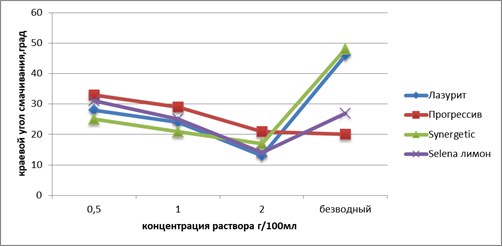 60
50
40
30
20
10
0
краевой угол смачивания,град
0,5 1 2 безводный
концентрация раствора г/100мл
Лазурит
Прогрессив
Synergetic
Selena лимон